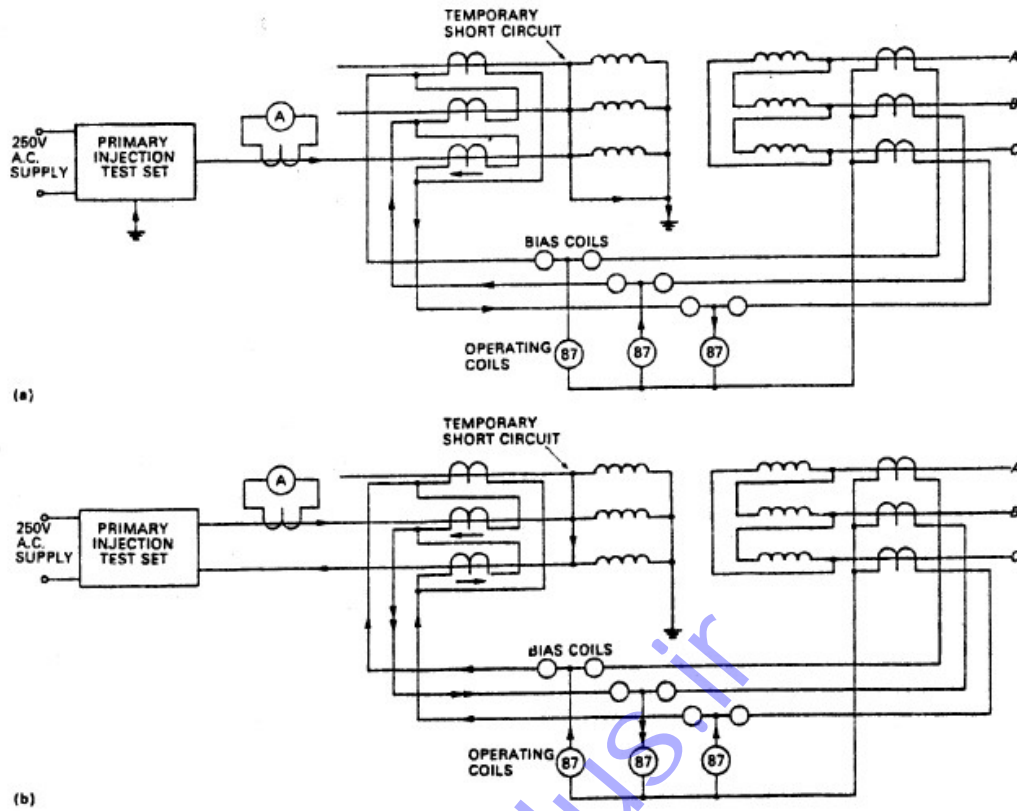 TEMPORARY
SHORT CIRCUIT
A
250V
A.C.
SUPPLY
PRIMARY
INJECTION
TEST SET
A
B
C
BIAS COILS
OPERATING
COILS
87
87
87
(a)
TEMPORARY
SHORT CIRCUIT
A
250V
A.C.
SUPPLY
PRIMARY
INJECTION
TEST SET
A
B
C
BIAS COILS
OPERATING
COILS
87
87
87
(b)